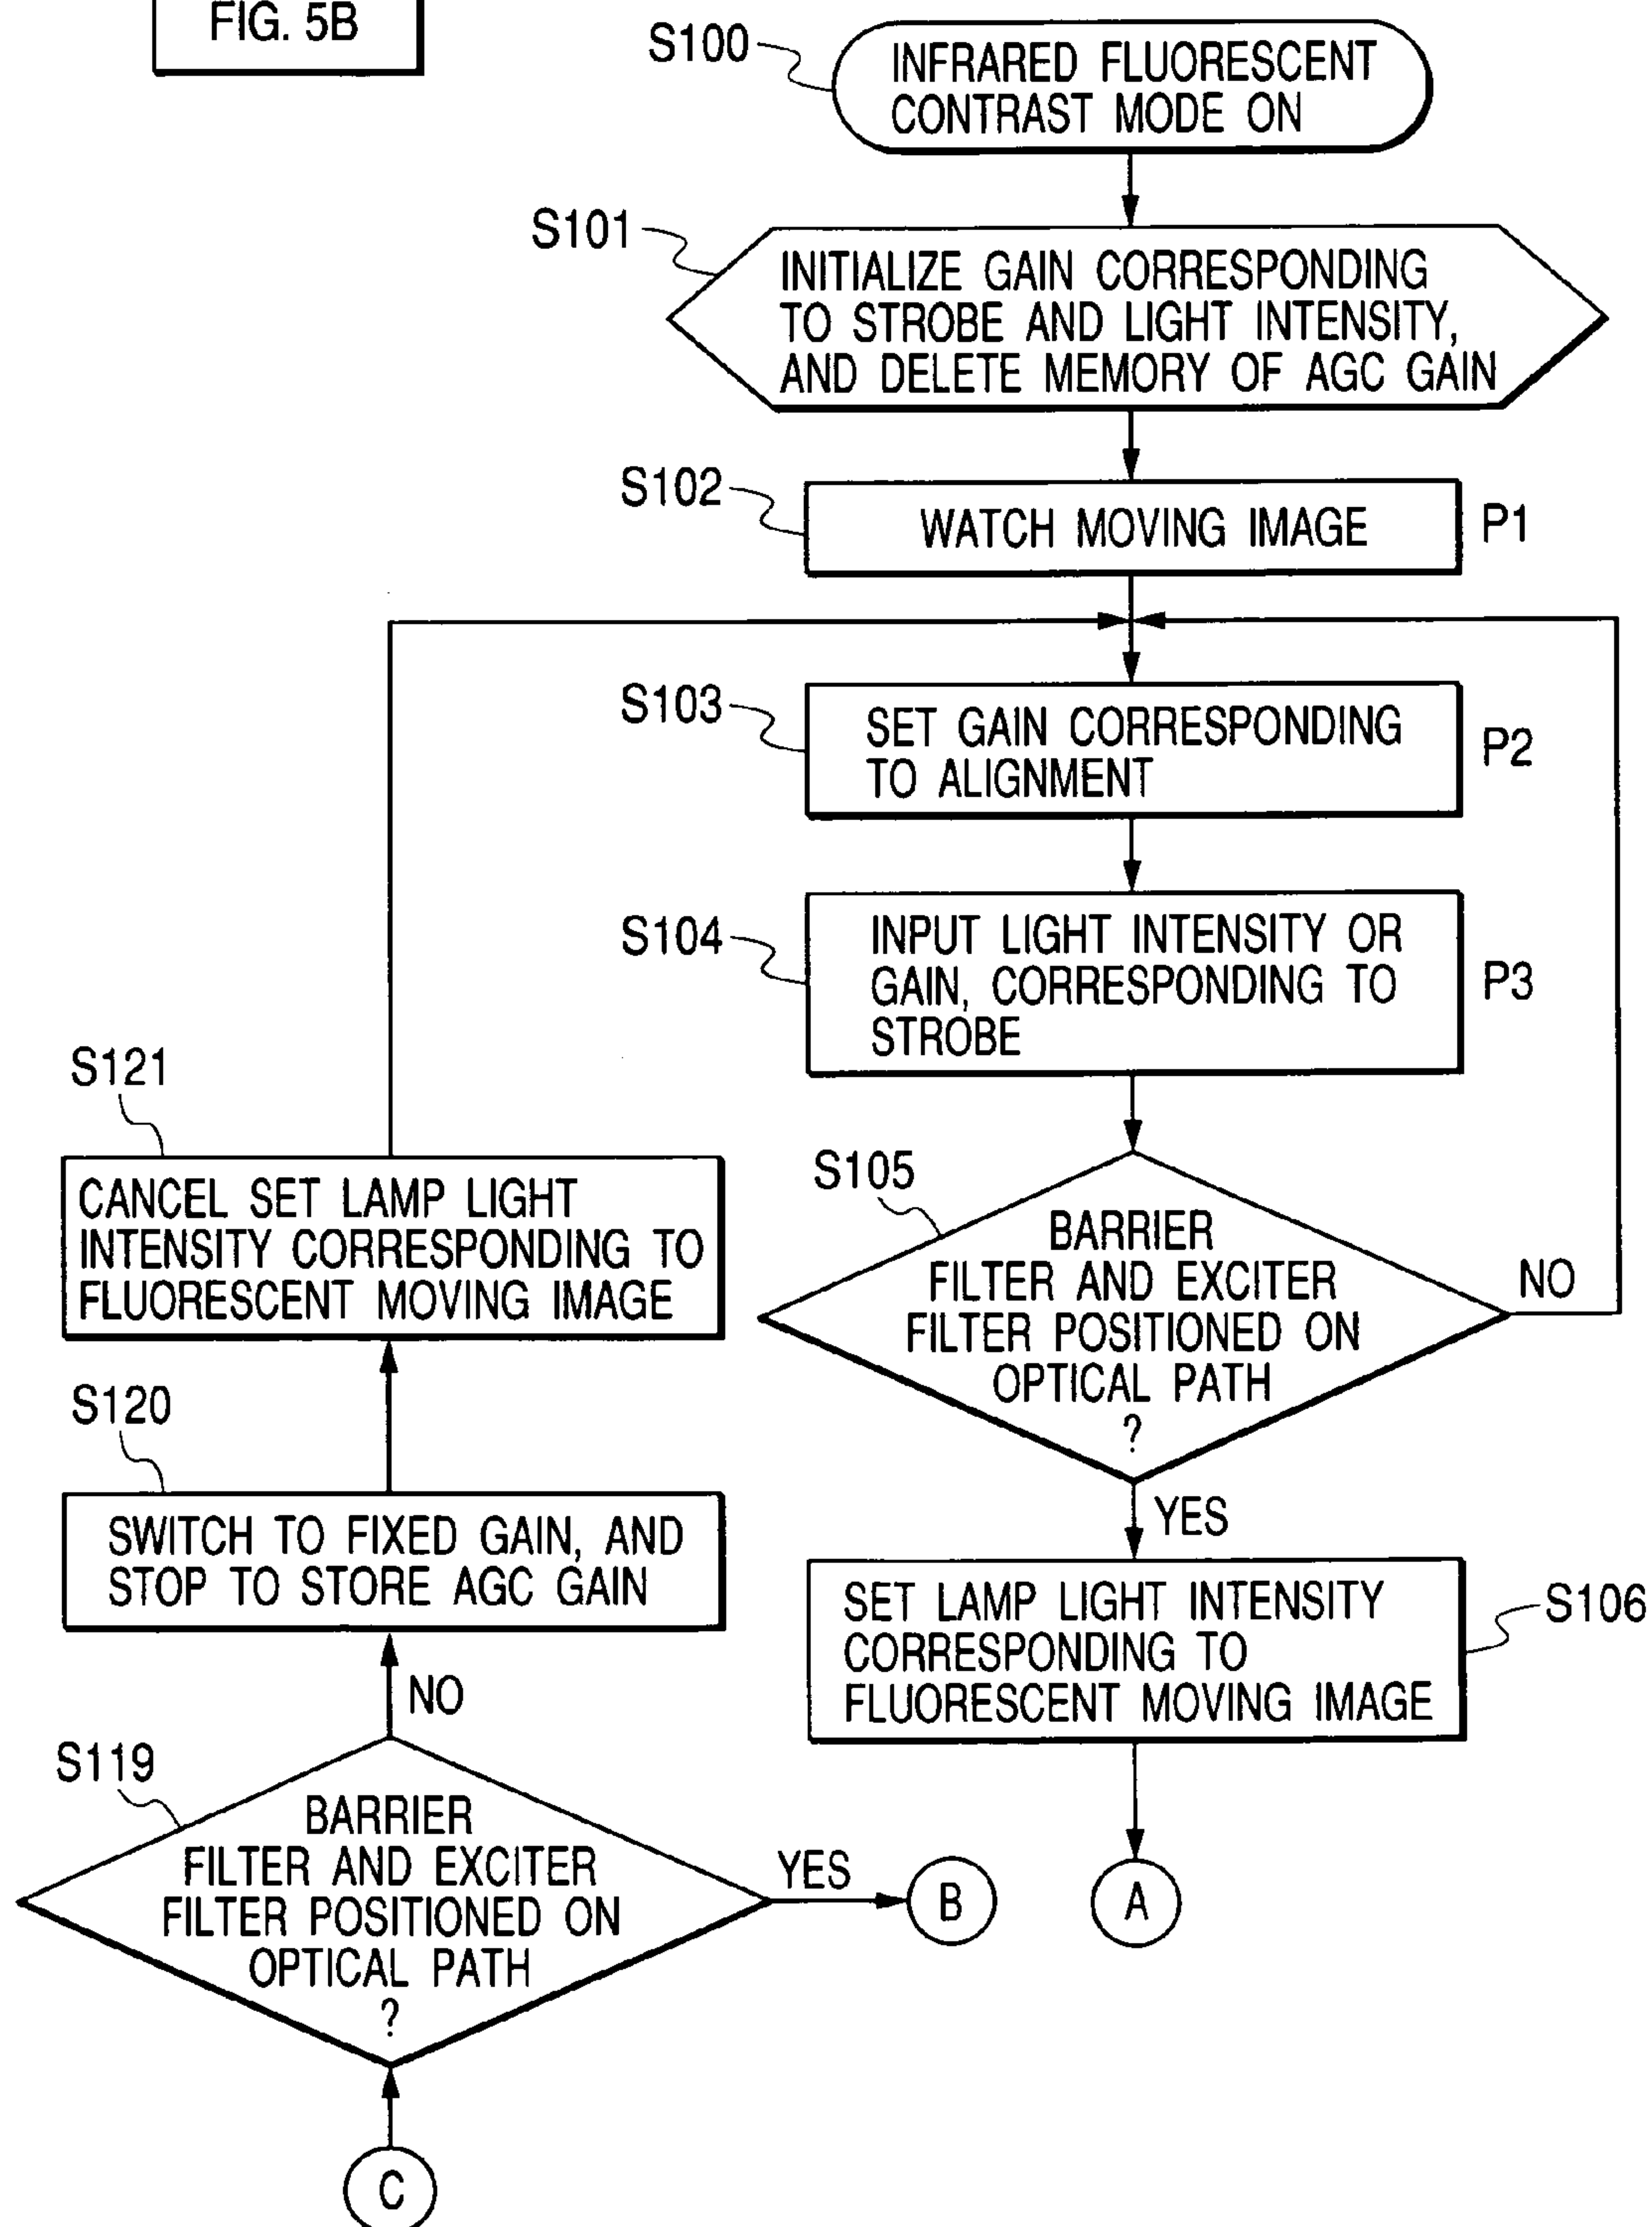 FIG. 5B
S100
INFRARED FLUORESCENT
CONTRAST MODE ON
S101
INITIALIZE GAIN CORRESPONDING
TO STROBE AND LIGHT INTENSITY,
AND DELETE MEMORY OF AGC GAIN
S102
WATCH MOVING IMAGE
P1
S103
SET GAIN CORRESPONDING
TO ALIGNMENT
P2
S104
INPUT LIGHT INTENSITY OR
GAIN, CORRESPONDING TO
STROBE
P3
S105
BARRIER
FILTER AND EXCITER
FILTER POSITIONED ON
OPTICAL PATH
?
NO
YES
SET LAMP LIGHT INTENSITY
CORRESPONDING TO
FLUORESCENT MOVING IMAGE
S106
A
S121
CANCEL SET LAMP LIGHT
INTENSITY CORRESPONDING TO
FLUORESCENT MOVING IMAGE
S120
SWITCH TO FIXED GAIN, AND
STOP TO STORE AGC GAIN
NO
S119
BARRIER
FILTER AND EXCITER
FILTER POSITIONED ON
OPTICAL PATH
?
YES
B
C